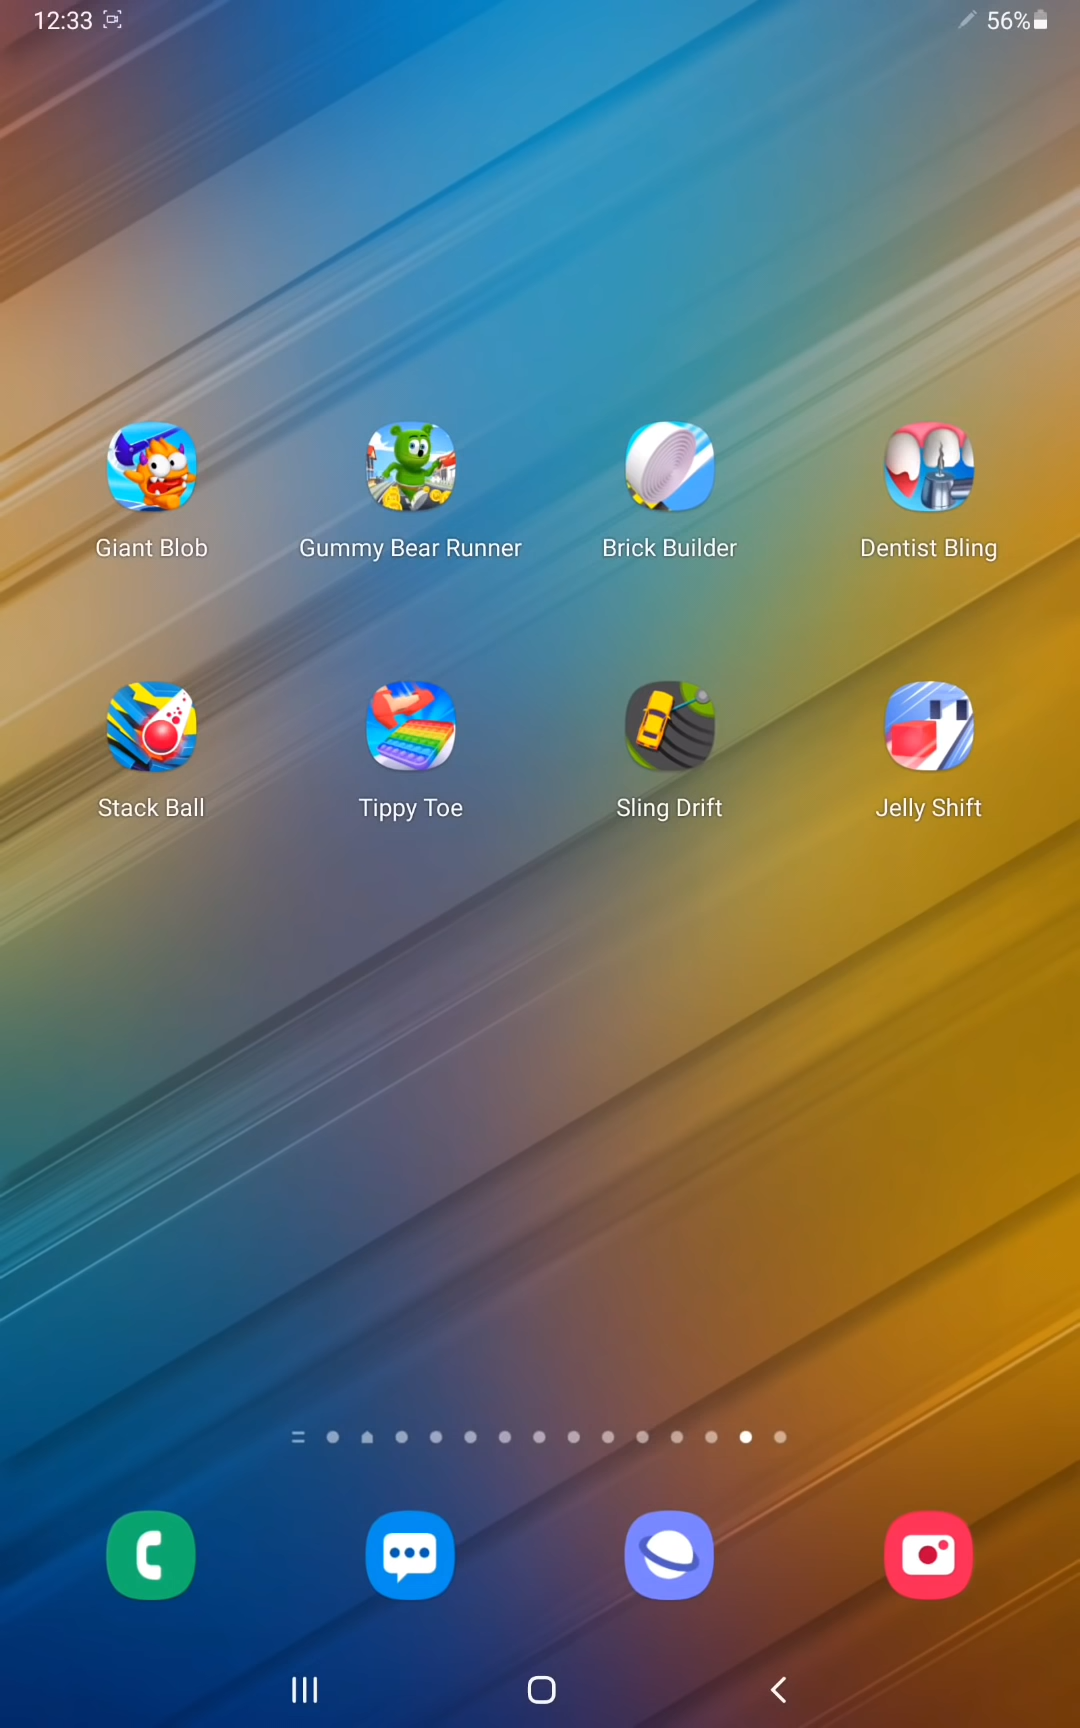 12:33 56%
Giant Blob Gummy Bear Runner Brick Builder Dentist Bling
Stack Ball Tippy Toe Sling Drift Jelly Shift